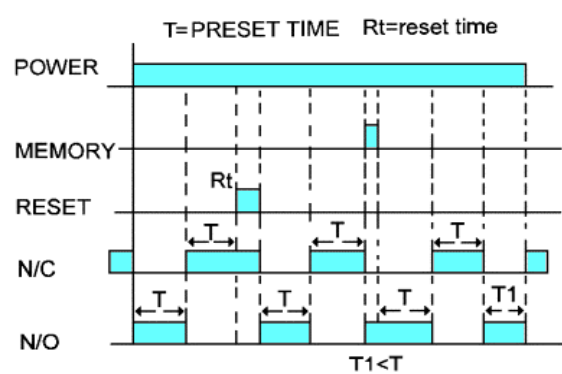 T=PRESET TIME Rt=reset time
POWER
MEMORY
Rt
RESET
T T T
N/C
T T T T1
N/O
T1<T